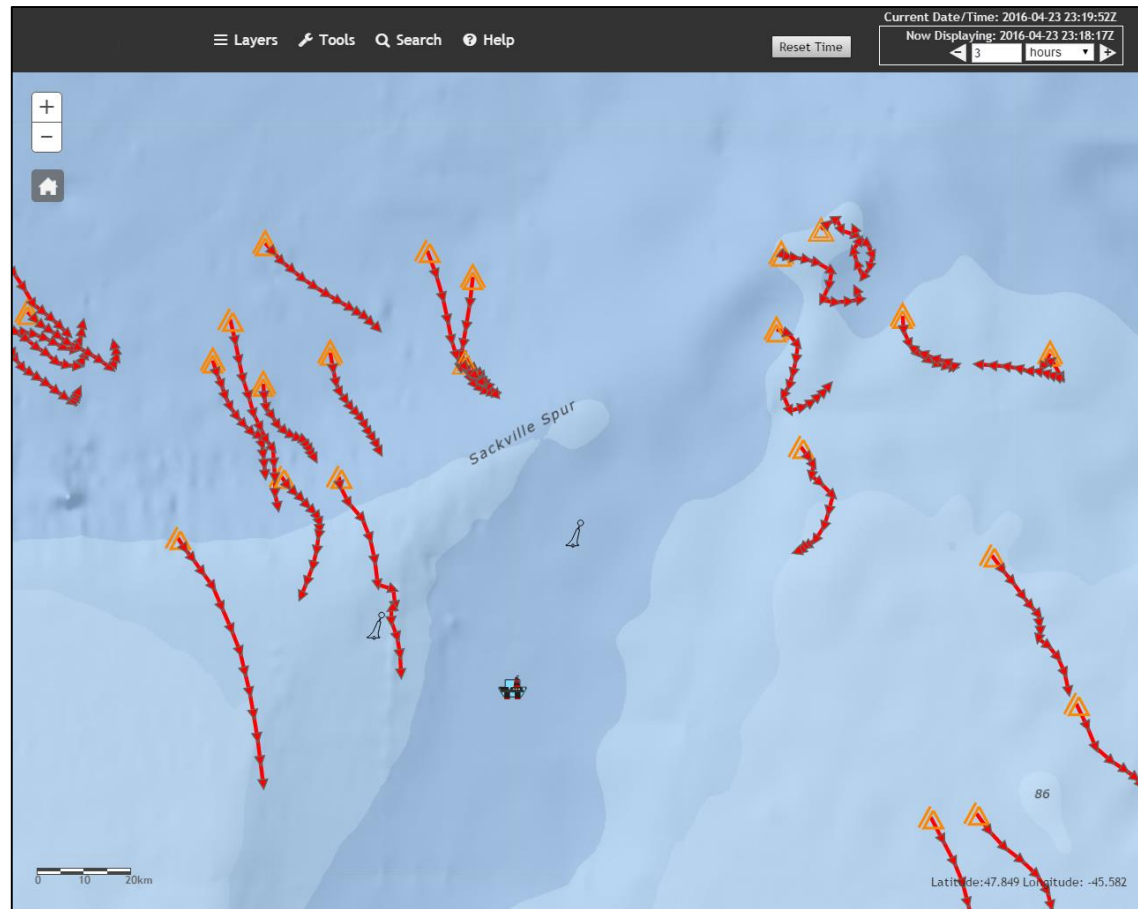 Current Date/Time: 2016-04-23 23:19:52Z
Layers Tools Search Help
Reset Time
Now Displaying: 2016-04-23 23:18:17Z
3 hours
+
−
Sackville Spur
86
0 10 20km
Latitude:47.849 Longitude: -45.582